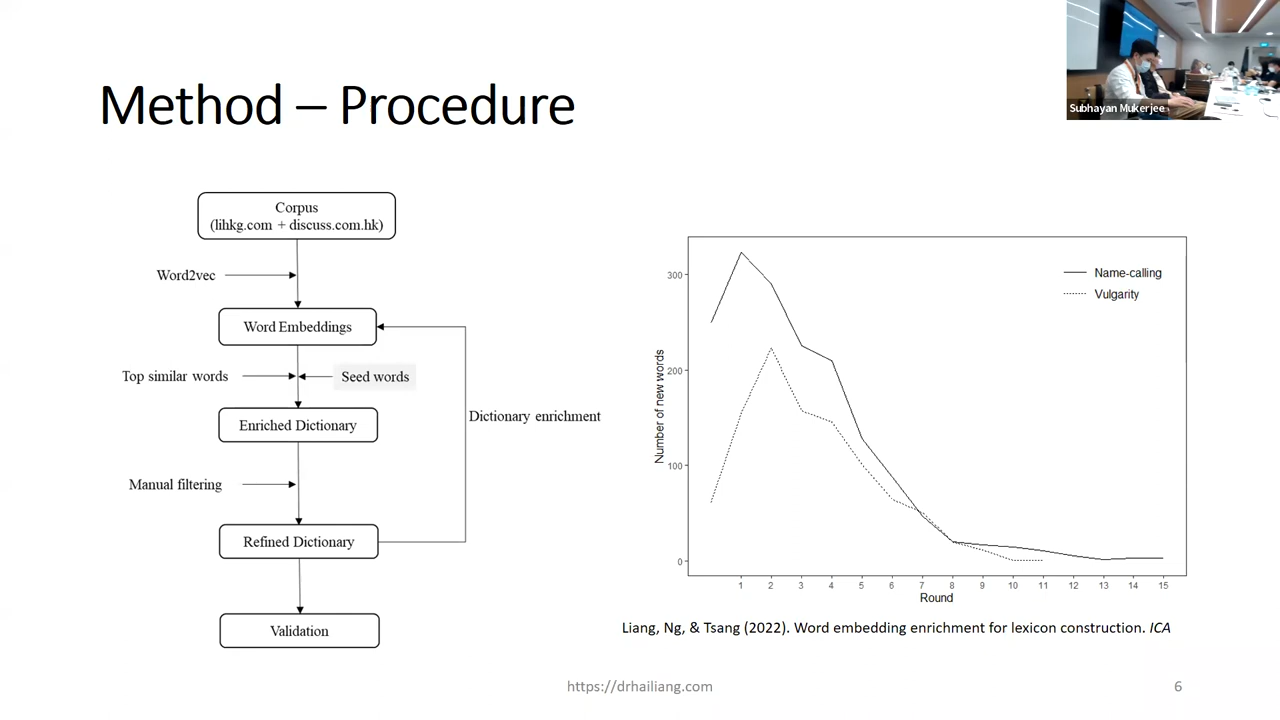 Subhayan Mukerjee
Method – Procedure
Corpus
(lihkg.com + discuss.com.hk)
Word2vec
Word Embeddings
Top similar words
Seed words
Enriched Dictionary
Dictionary enrichment
Manual filtering
Refined Dictionary
Validation
Number of new words
300
200
100
0
Name-calling
Vulgarity
1 2 3 4 5 6 7 8 9 10 11 12 13 14 15
Round
Liang, Ng, & Tsang (2022). Word embedding enrichment for lexicon construction. ICA
https://drhailiang.com
6